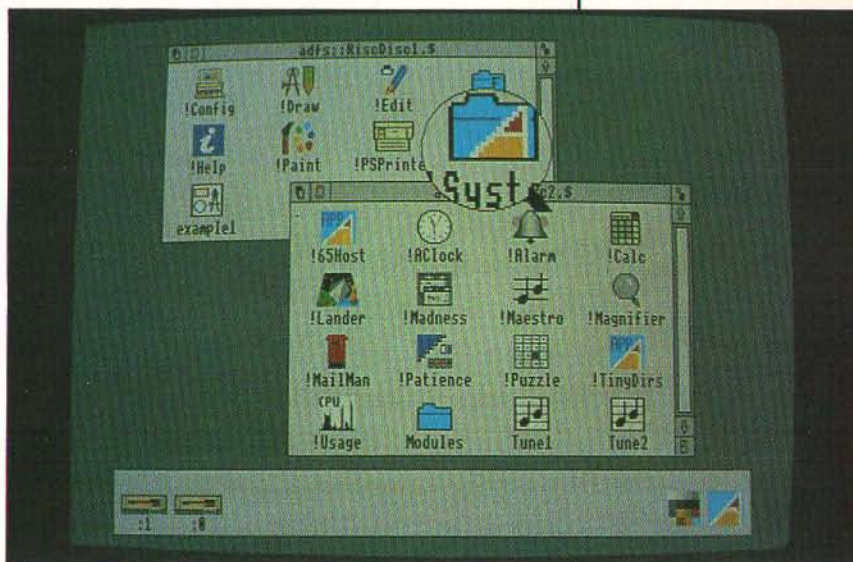 adfs::RiscDisc1.$
!Config !Draw !Edit
!Help !Paint !PSPrinte
example1
!Syst
c2.$
!65Host !AClock !Alarm !Calc
!Lander !Madness !Maestro !Magnifier
!MailMan !Patience !Puzzle !TinyDirs
CPU
!Usage Modules Tune1 Tune2
:1 :0